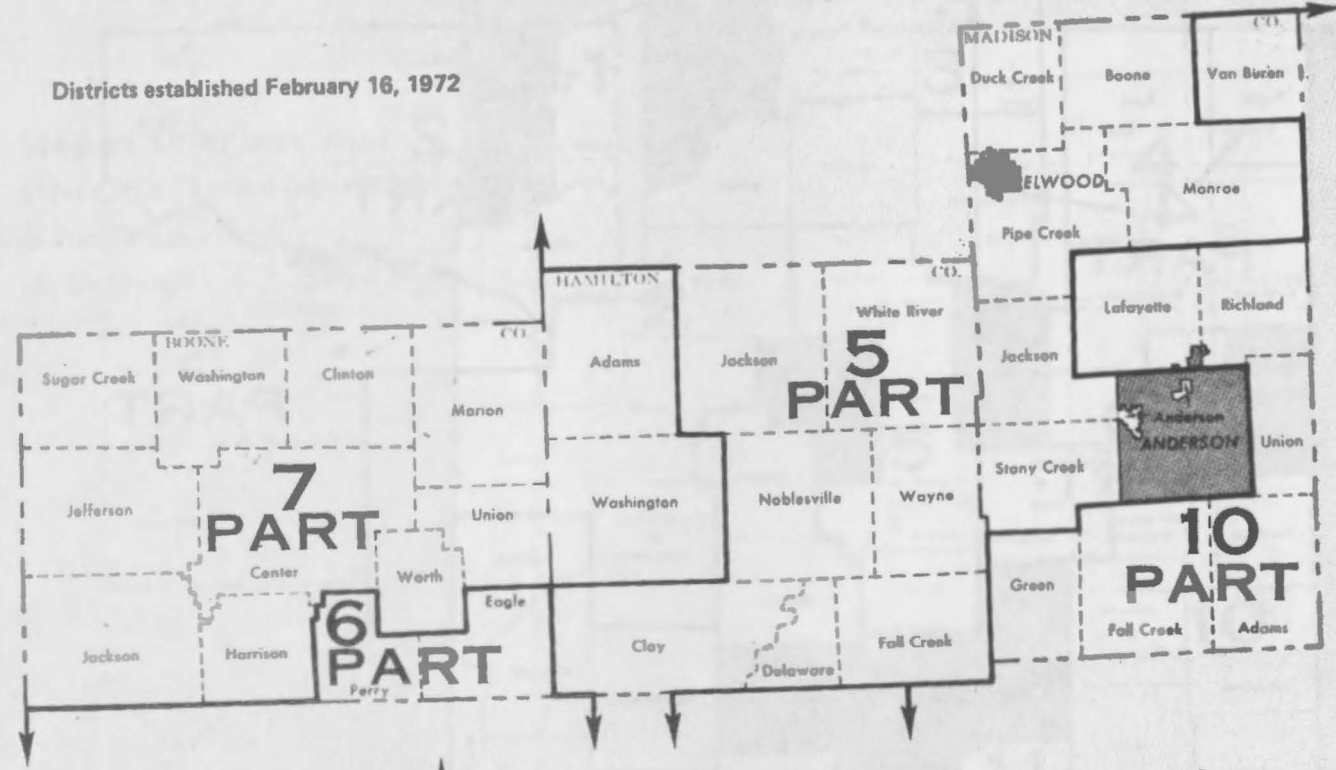 Districts established February 16, 1972
MADISON CO.
Duck Creek
Boone
Van Buren
ELWOOD
Monroe
Pipe Creek
Lafayette
Richland
Jackson
Anderson
ANDERSON
Union
Stony Creek
10
PART
Green
Fall Creek
Adams
HAMILTON CO.
Adams
Jackson
White River
5
PART
Washington
Noblesville
Wayne
Clay
Delaware
Fall Creek
BOONE CO.
Sugar Creek
Washington
Clinton
Marion
Jefferson
7
PART
Union
Center
Worth
Eagle
Jackson
Harrison
6
PART
Perry